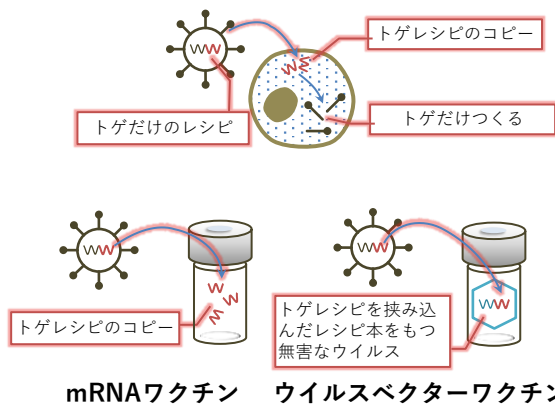 トゲレシピのコピー
トゲだけのレシピ
トゲだけつくる
トゲレシピのコピー
トゲレシピを挟み込
んだレシピ本をもつ
無害なウイルス
mRNAワクチン
ウイルスベクターワクチン